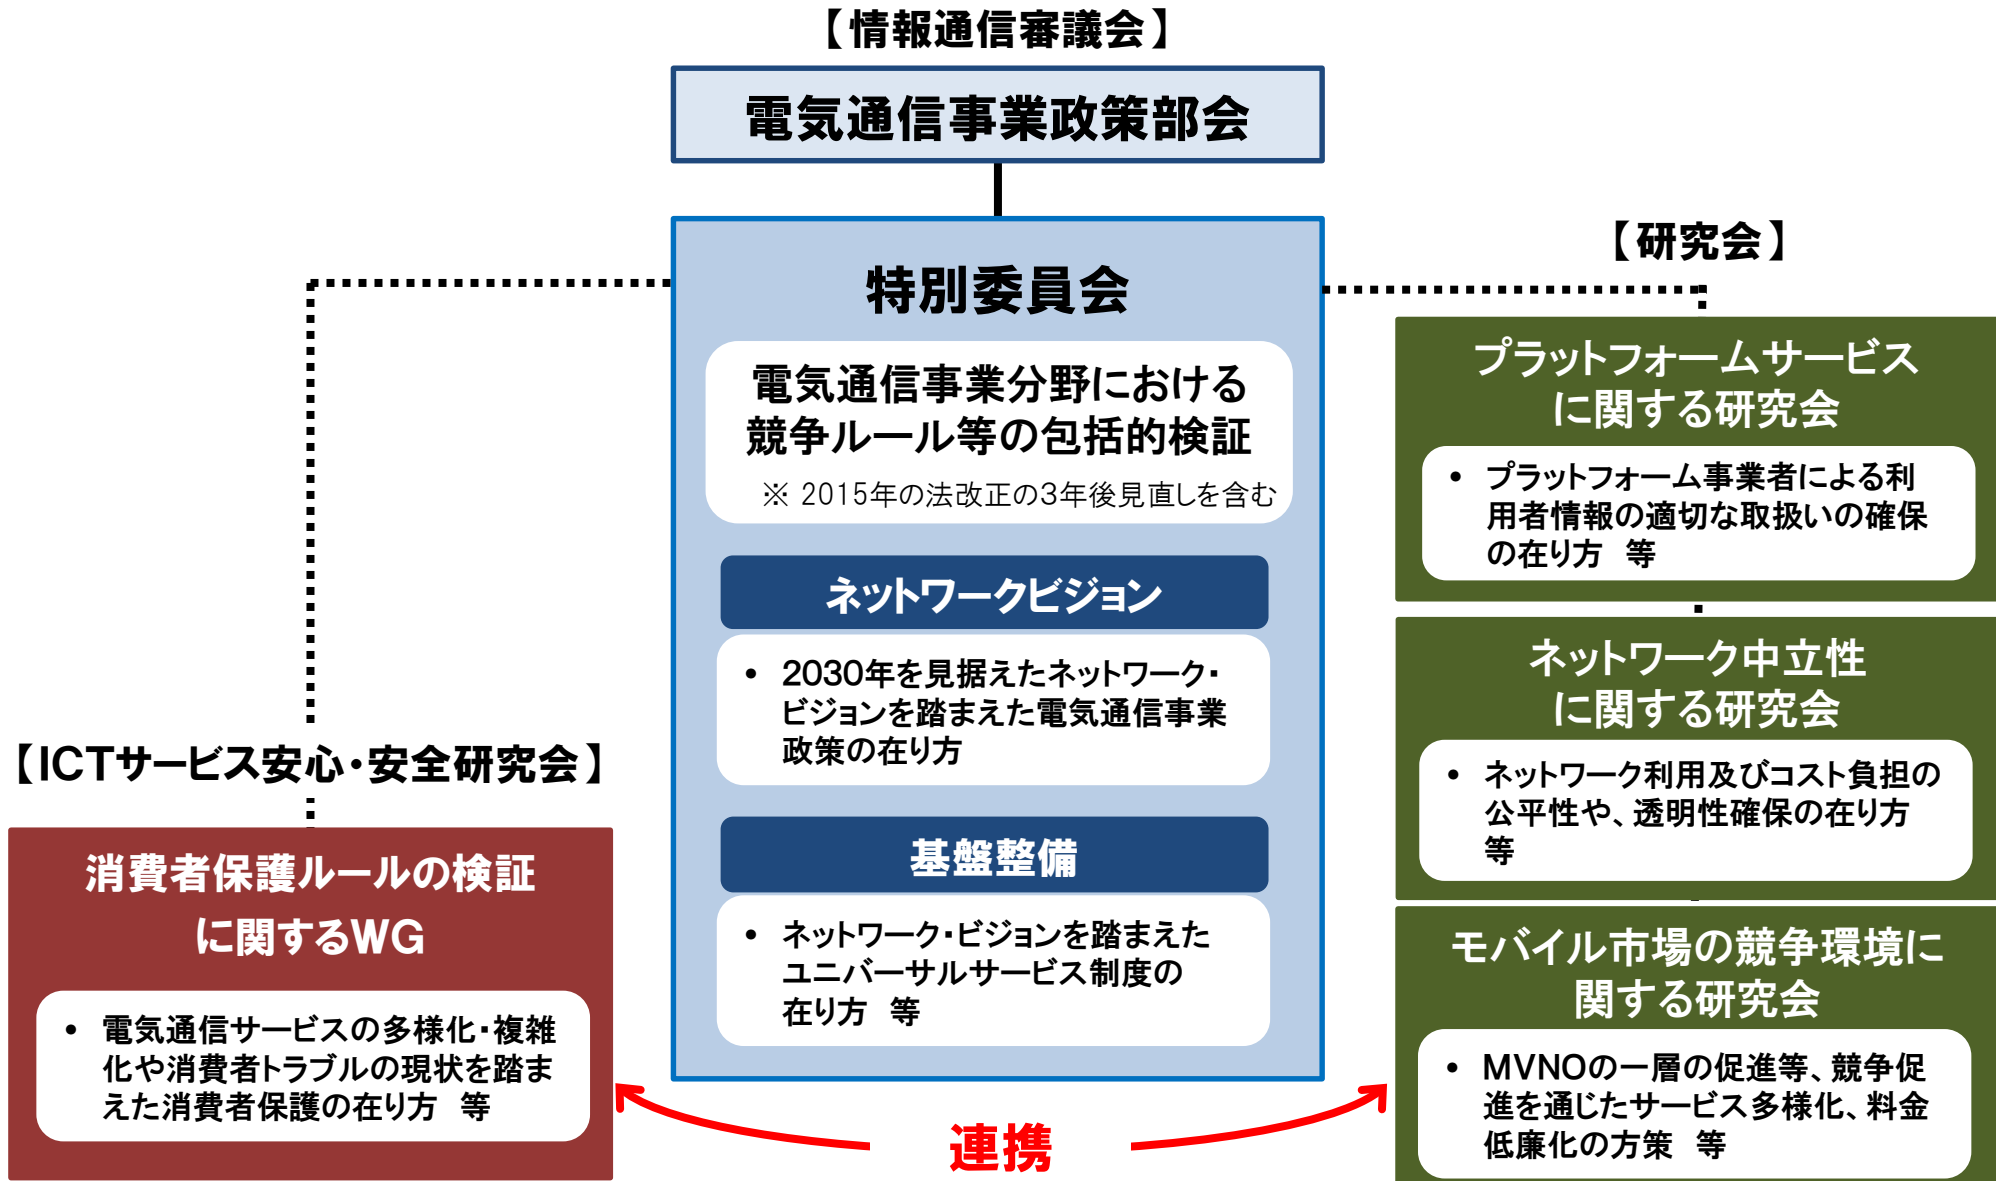 【情報通信審議会】
電気通信事業政策部会
特別委員会
電気通信事業分野における
競争ルール等の包括的検証
※ 2015年の法改正の3年後見直しを含む
ネットワークビジョン
• 2030年を見据えたネットワーク・
ビジョンを踏まえた電気通信事業
政策の在り方
基盤整備
• ネットワーク・ビジョンを踏まえた
ユニバーサルサービス制度の
在り方 等
【ICTサービス安心・安全研究会】
消費者保護ルールの検証
に関するWG
• 電気通信サービスの多様化・複雑
化や消費者トラブルの現状を踏ま
えた消費者保護の在り方 等
【研究会】
プラットフォームサービス
に関する研究会
• プラットフォーム事業者による利
用者情報の適切な取扱いの確保
の在り方 等
ネットワーク中立性
に関する研究会
• ネットワーク利用及びコスト負担の
公平性や、透明性確保の在り方
等
モバイル市場の競争環境に
関する研究会
• MVNOの一層の促進等、競争促
進を通じたサービス多様化、料金
低廉化の方策 等
連携